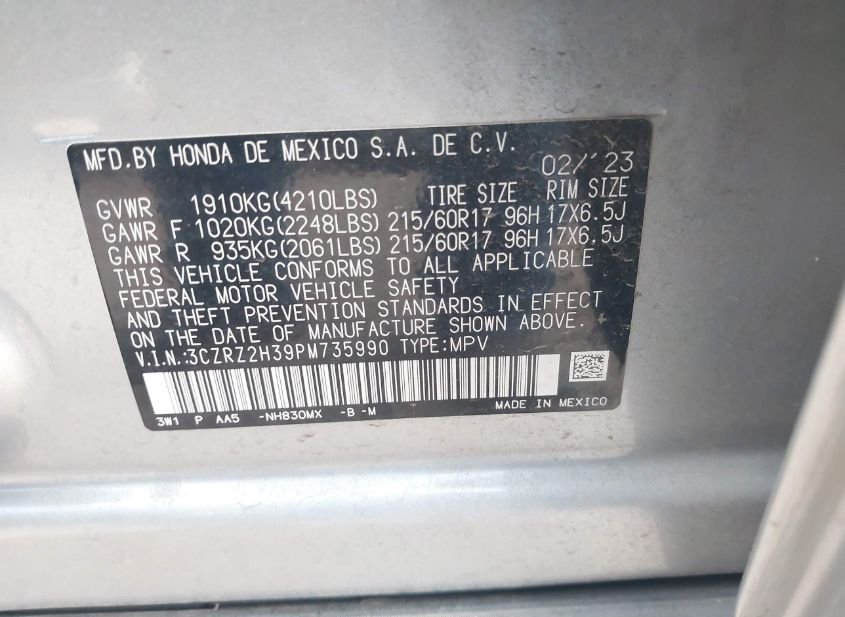 MFD.BY HONDA DE MEXICO S.A. DE C.V. 02/'23
GVWR 1910KG(4210LBS) TIRE SIZE RIM SIZE
GAWR F 1020KG(2248LBS) 215/60R17 96H 17X6.5J
GAWR R 935KG(2061LBS) 215/60R17 96H 17X6.5J
THIS VEHICLE CONFORMS TO ALL APPLICABLE
FEDERAL MOTOR VEHICLE SAFETY
AND THEFT PREVENTION STANDARDS IN EFFECT
ON THE DATE OF MANUFACTURE SHOWN ABOVE.
V.I.N.:3CZRZ2H39PM735990 TYPE:MPV
3W1 P AA5 -NH830MX -B -M MADE IN MEXICO